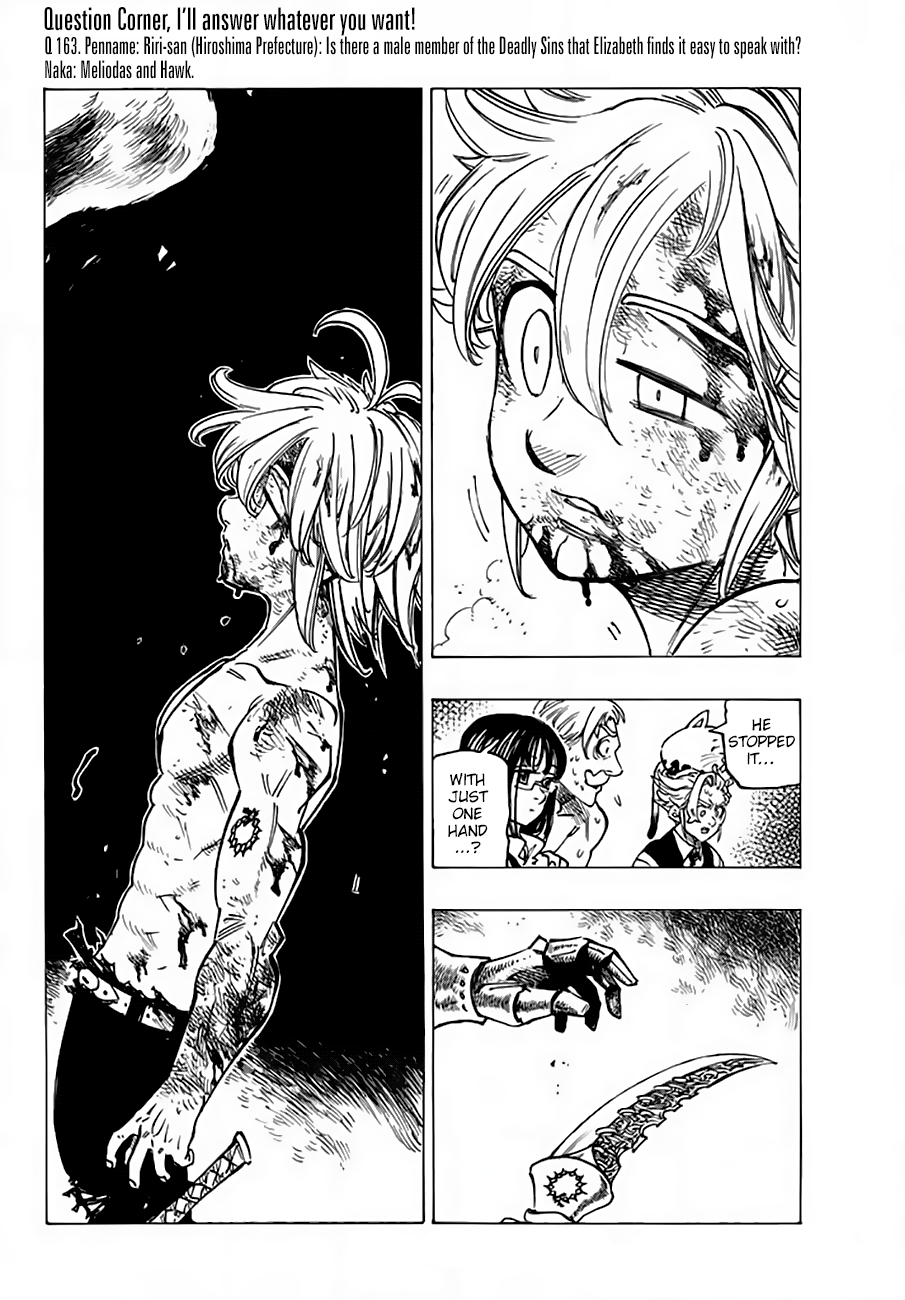 Question Corner, I'll answer whatever you want!
Q 163. Penname: Riri-san (Hiroshima Prefecture): Is there a male member of the Deadly Sins that Elizabeth finds it easy to speak with?
Naka: Meliodas and Hawk.
HE
STOPPED
IT...
WITH
JUST
ONE
HAND
...?